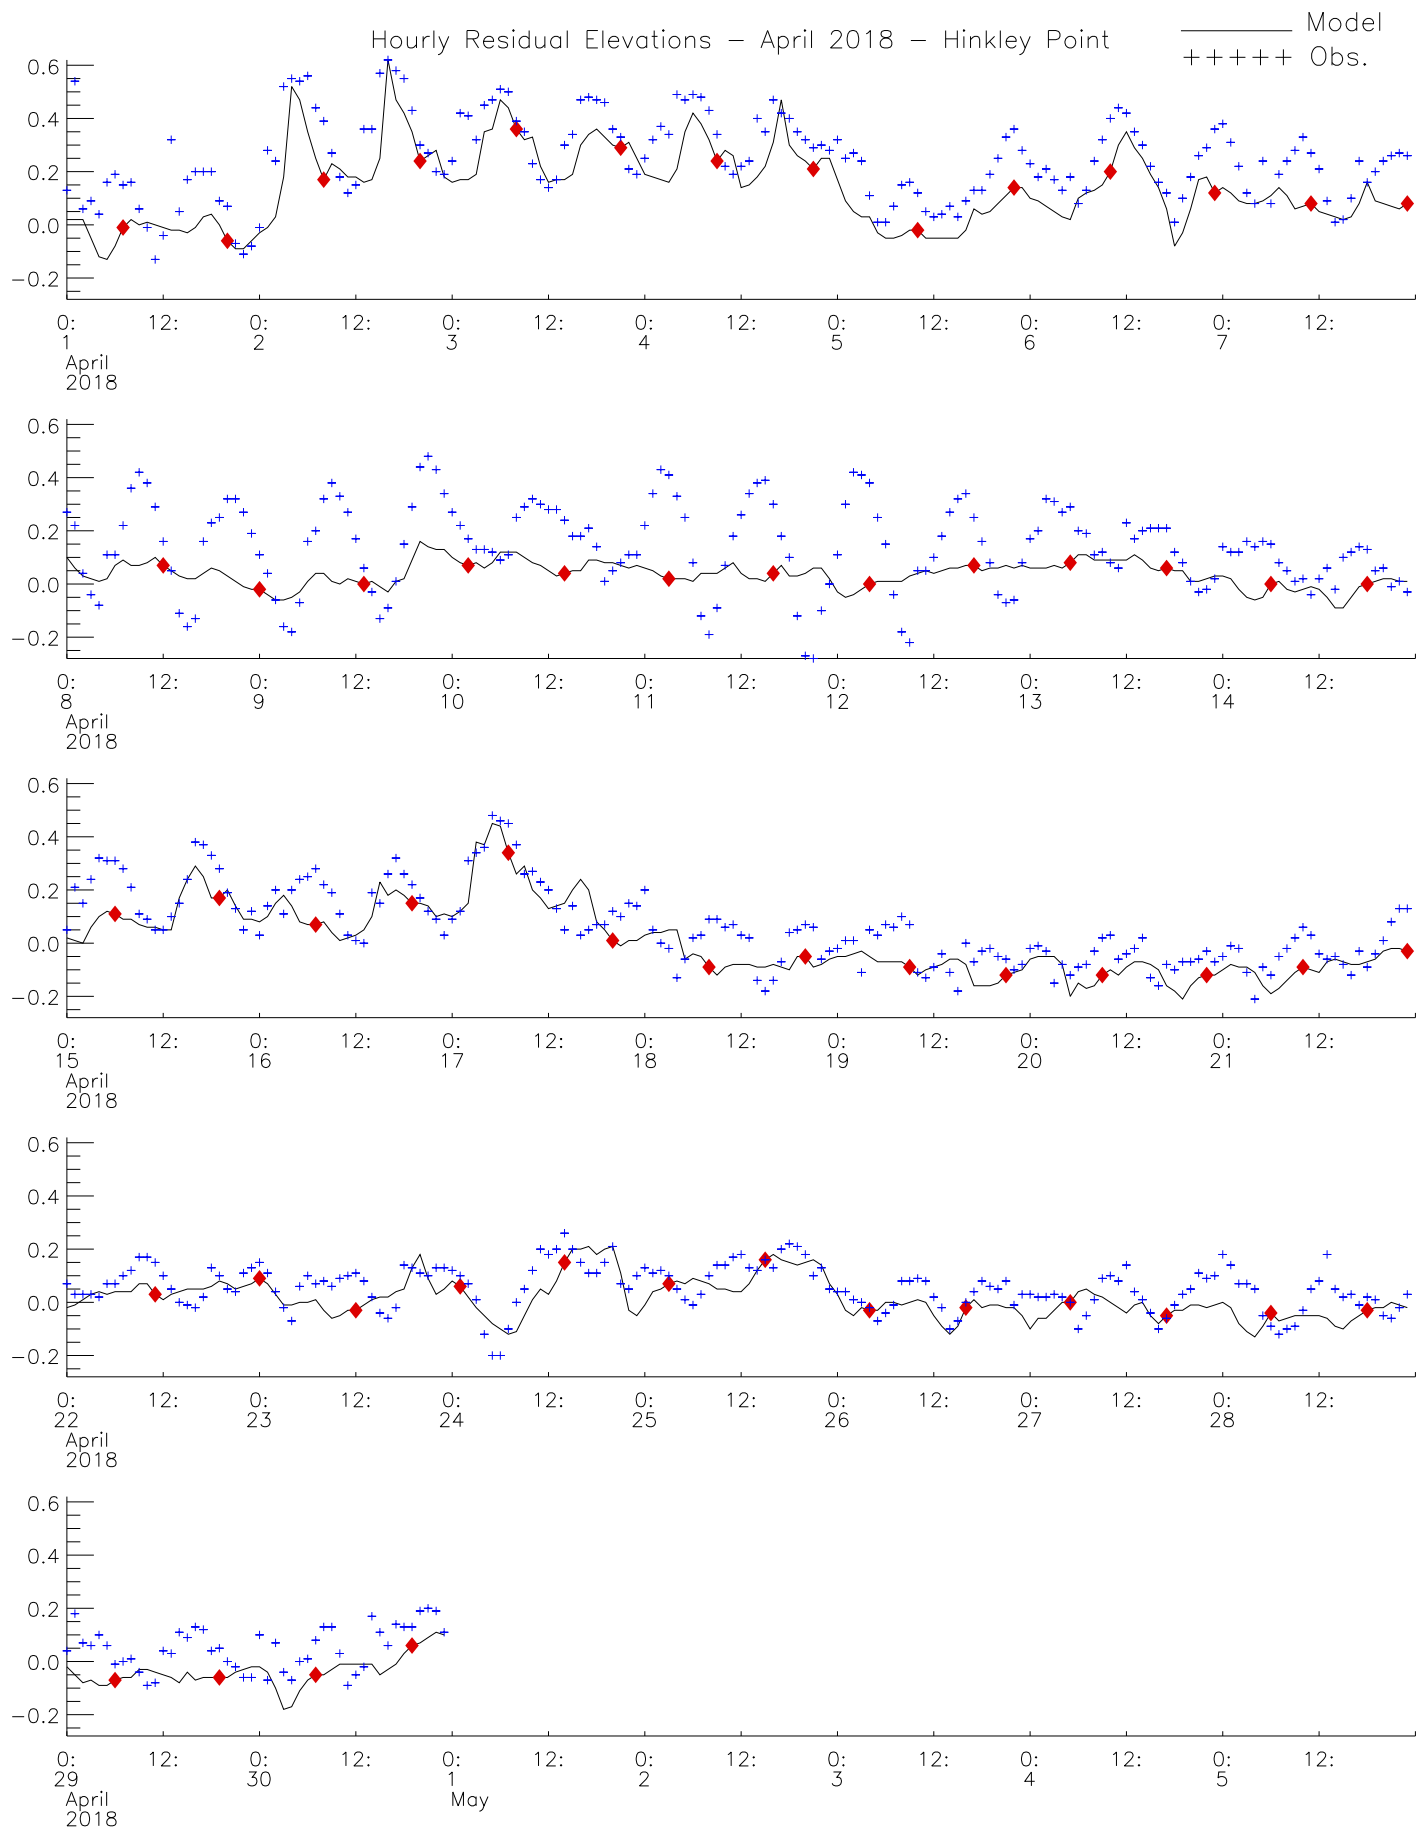 Hourly Residual Elevations – April 2018 – Hinkley Point
Model
+++++ Obs.
0.6
0.4
0.2
0.0
−0.2
0: 12: 0: 12: 0: 12: 0: 12: 0: 12: 0: 12: 0: 12:
1 2 3 4 5 6 7
April
2018
0.6
0.4
0.2
0.0
−0.2
0: 12: 0: 12: 0: 12: 0: 12: 0: 12: 0: 12: 0: 12:
8 9 10 11 12 13 14
April
2018
0.6
0.4
0.2
0.0
−0.2
0: 12: 0: 12: 0: 12: 0: 12: 0: 12: 0: 12: 0: 12:
15 16 17 18 19 20 21
April
2018
0.6
0.4
0.2
0.0
−0.2
0: 12: 0: 12: 0: 12: 0: 12: 0: 12: 0: 12: 0: 12:
22 23 24 25 26 27 28
April
2018
0.6
0.4
0.2
0.0
−0.2
0: 12: 0: 12: 0: 12: 0: 12: 0: 12: 0: 12: 0: 12:
29 30 1 2 3 4 5
April May
2018